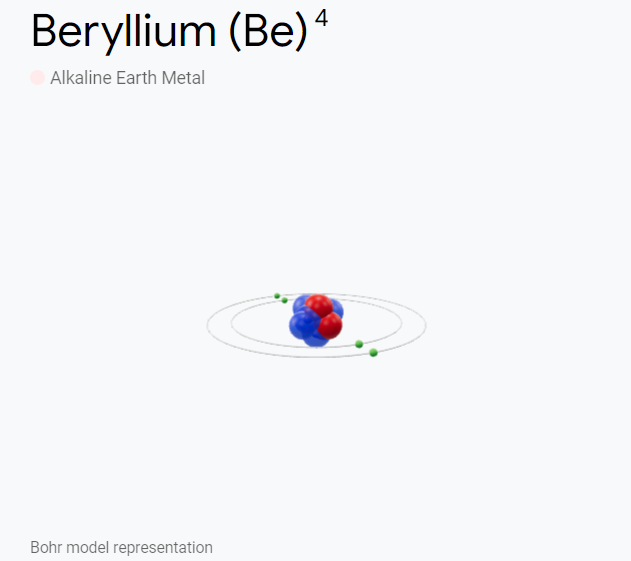 Beryllium (Be) 4
Alkaline Earth Metal
Bohr model representation